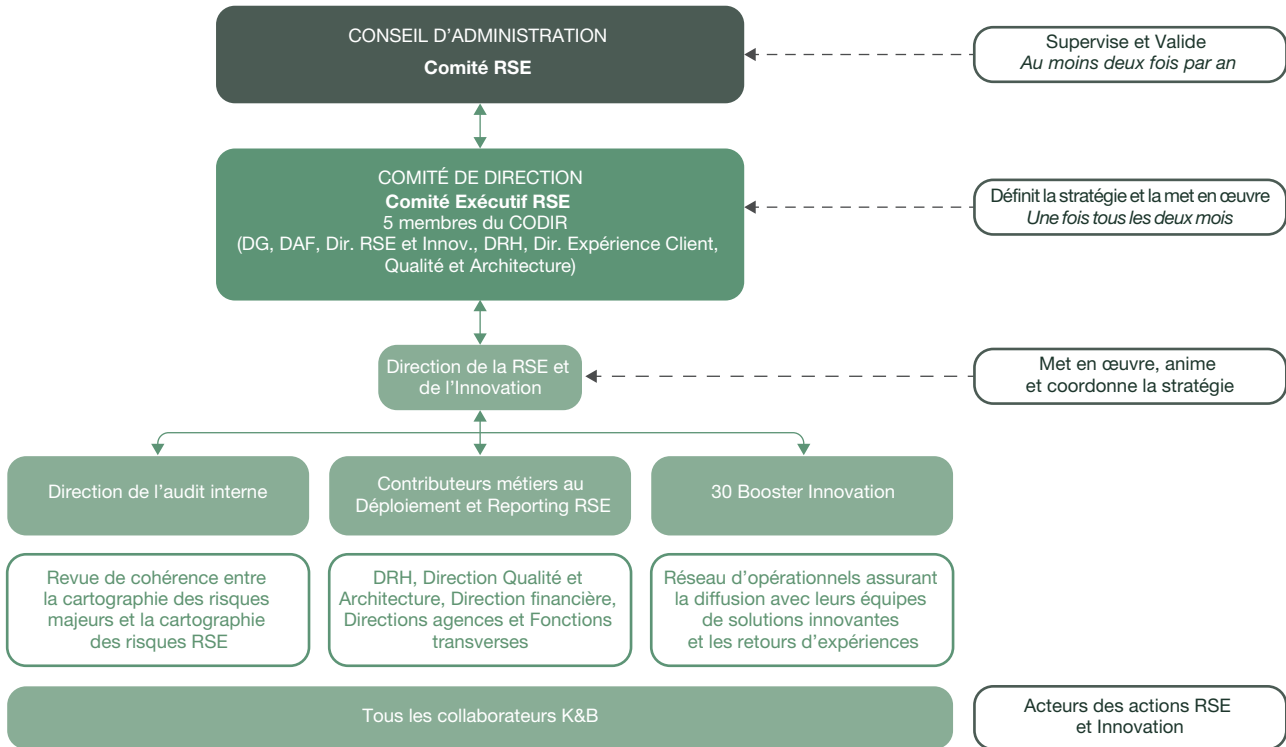 CONSEIL D’ADMINISTRATION
Comité RSE
Supervise et Valide
Au moins deux fois par an
COMITÉ DE DIRECTION
Comité Exécutif RSE
5 membres du CODIR
(DG, DAF, Dir. RSE et Innov., DRH, Dir. Expérience Client,
Qualité et Architecture)
Définit la stratégie et la met en œuvre
Une fois tous les deux mois
Direction de la RSE et
de l’Innovation
Met en œuvre, anime
et coordonne la stratégie
Direction de l’audit interne
Contributeurs métiers au
Déploiement et Reporting RSE
30 Booster Innovation
Revue de cohérence entre
la cartographie des risques
majeurs et la cartographie
des risques RSE
DRH, Direction Qualité et
Architecture, Direction financière,
Directions agences et Fonctions
transverses
Réseau d’opérationnels assurant
la diffusion avec leurs équipes
de solutions innovantes
et les retours d’expériences
Tous les collaborateurs K&B
Acteurs des actions RSE
et Innovation